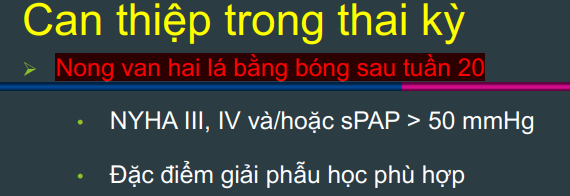 Can thiệp trong thai kỳ
Nong van hai lá bằng bóng sau tuần 20
NYHA III, IV và/hoặc sPAP > 50 mmHg
Đặc điểm giải phẫu học phù hợp